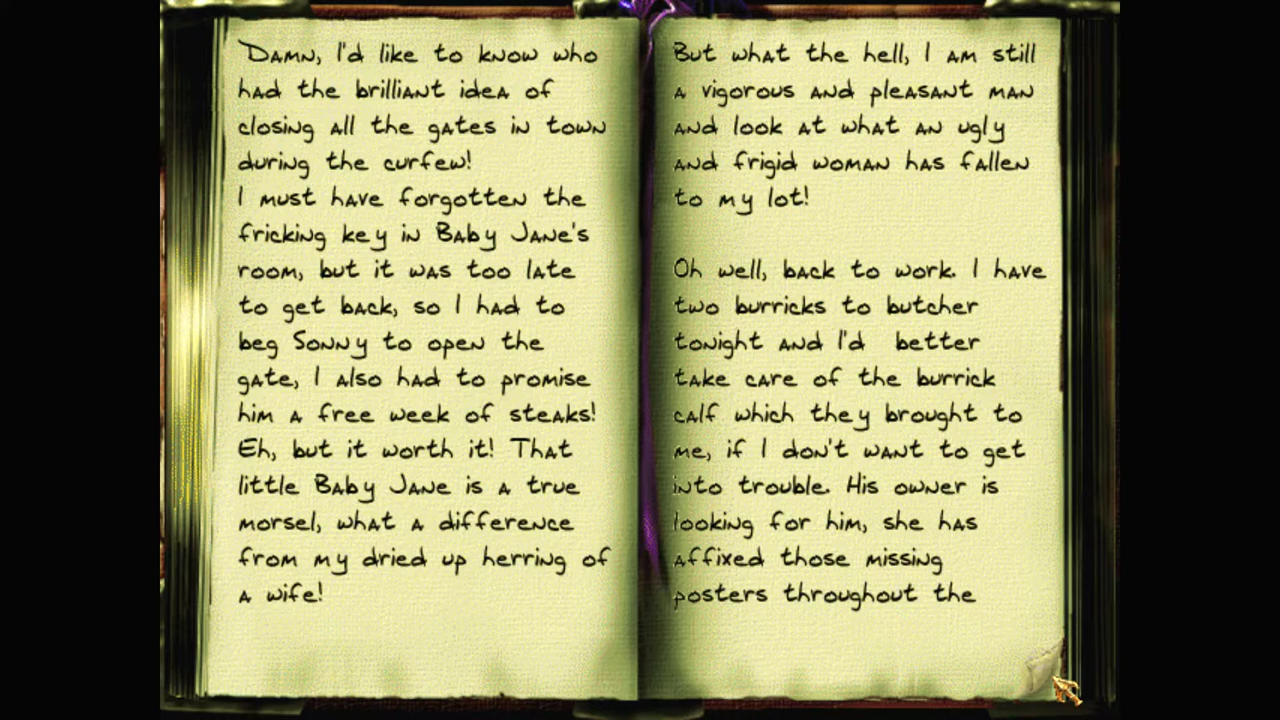 Damn, I'd like to know who
had the brilliant idea of
closing all the gates in town
during the curfew!
I must have forgotten the
fricking key in Baby Jane's
room, but it was too late
to get back, so I had to
beg Sonny to open the
gate, I also had to promise
him a free week of steaks!
Eh, but it worth it! That
little Baby Jane is a true
morsel, what a difference
from my dried up herring of
a wife!
But what the hell, I am still
a vigorous and pleasant man
and look at what an ugly
and frigid woman has fallen
to my lot!
Oh well, back to work. I have
two burricks to butcher
tonight and I'd better
take care of the burrick
calf which they brought to
me, if I don't want to get
into trouble. His owner is
looking for him, she has
affixed those missing
posters throughout the